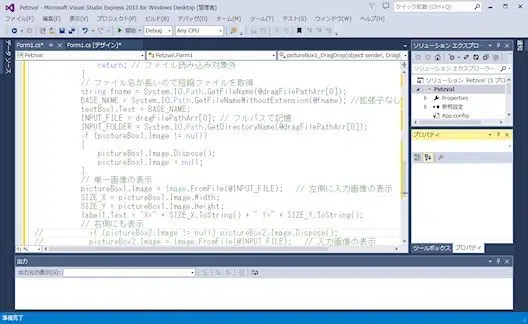 Petzval - Microsoft Visual Studio Express 2013 for Windows Desktop (管理者)
クイック起動 (Ctrl+Q)
ファイル(F) 編集(E) 表示(V) プロジェクト(P) ビルド(B) デバッグ(D) チーム(M) ツール(T) テスト(S) ウィンドウ(W) ヘルプ(H)
開始 Debug Any CPU
データ ソース
Form1.cs* Form1.cs [デザイン]*
Petzval.Form1
pictureBox1_DragDrop(object sender, Drag
return; // ファイル読み込み対象外
}
// ファイル名が長いので短縮ファイルを取得
string fname = System.IO.Path.GetFileName(@dragFilePathArr[0]);
BASE_NAME = System.IO.Path.GetFileNameWithoutExtension(@fname); //拡張子なし
textBox1.Text = BASE_NAME;
INPUT_FILE = dragFilePathArr[0]; // フルパスで記憶
INPUT_FOLDER = System.IO.Path.GetDirectoryName(@dragFilePathArr[0]);
if (pictureBox1.Image != null)
{
pictureBox1.Image.Dispose();
pictureBox1.Image = null;
}
// 単一画像の表示
pictureBox1.Image = Image.FromFile(@INPUT_FILE); // 左側に入力画像の表示
SIZE_X = pictureBox1.Image.Width;
SIZE_Y = pictureBox1.Image.Height;
label1.Text = "X=" + SIZE_X.ToString() + " Y=" + SIZE_Y.ToString();
// 右側にも表示
// if (pictureBox2.Image != null) pictureBox2.Image.Dispose();
// pictureBox2.Image = Image.FromFile(@INPUT_FILE); // 入力画像の表示
91 %
ソリューション エクスプローラー
ソリューション 'Petzval' (1 プ
Petzval
Properties
参照設定
App.config
プロパティ
ツールボックス プロパティ
出力
出力元の表示(S):
準備完了